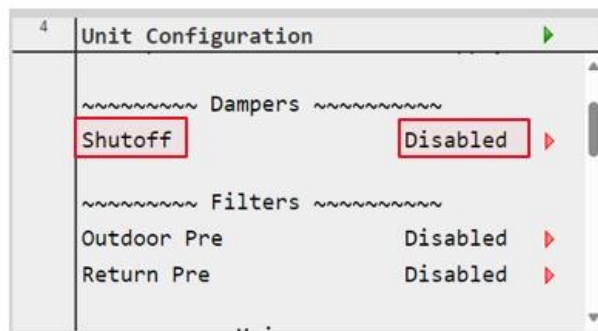 4
Unit Configuration
~~~~~~~~~ Dampers ~~~~~~~~~~
Shutoff Disabled
~~~~~~~~~ Filters ~~~~~~~~~~
Outdoor Pre Disabled
Return Pre Disabled